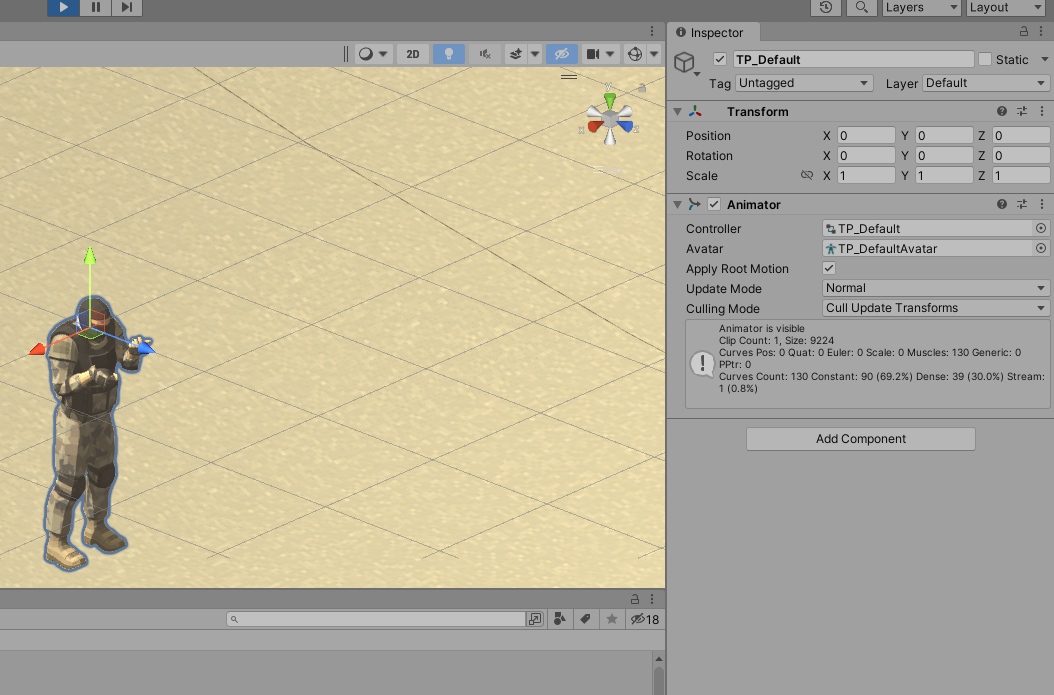 Layers
Layout
Inspector
2D
TP_Default
Static
Tag Untagged
Layer Default
Transform
Position X 0 Y 0 Z 0
Rotation X 0 Y 0 Z 0
Scale X 1 Y 1 Z 1
Animator
Controller TP_Default
Avatar TP_DefaultAvatar
Apply Root Motion
Update Mode Normal
Culling Mode Cull Update Transforms
Animator is visible
Clip Count: 1, Size: 9224
Curves Pos: 0 Quat: 0 Euler: 0 Scale: 0 Muscles: 130 Generic: 0
PPtr: 0
Curves Count: 130 Constant: 90 (69.2%) Dense: 39 (30.0%) Stream:
1 (0.8%)
Add Component
18